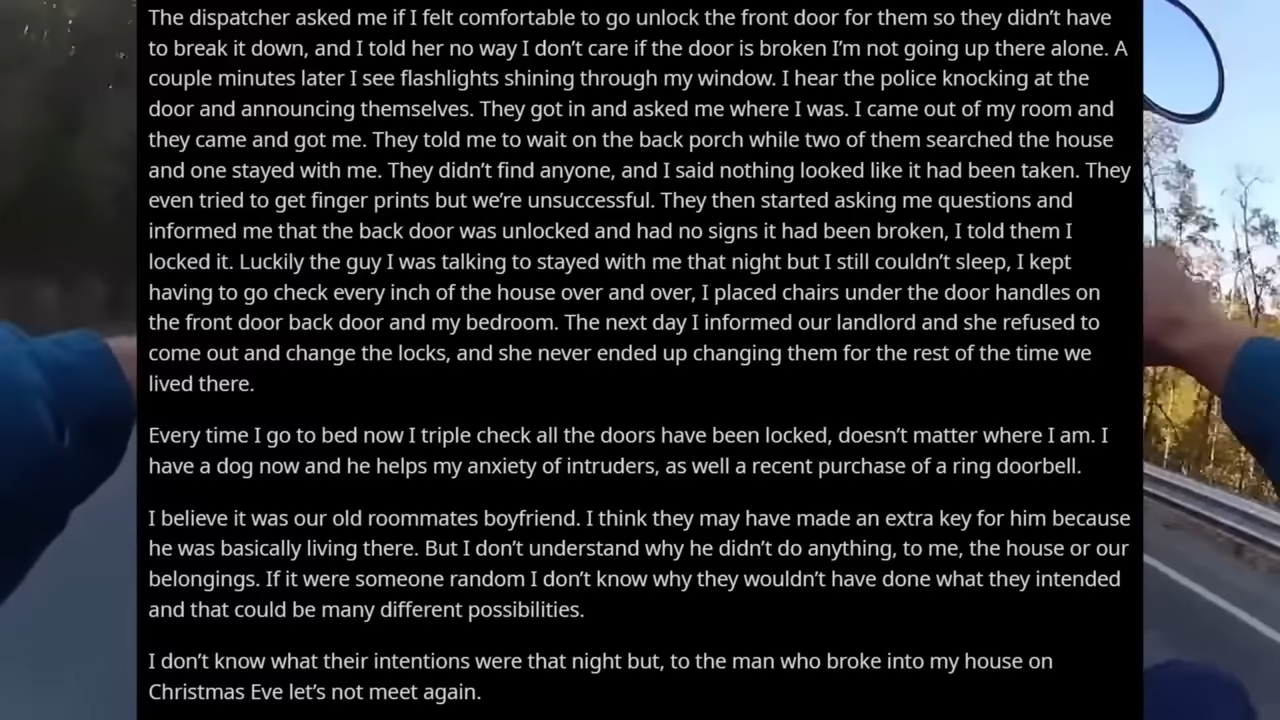 The dispatcher asked me if I felt comfortable to go unlock the front door for them so they didn’t have
to break it down, and I told her no way I don’t care if the door is broken I’m not going up there alone. A
couple minutes later I see flashlights shining through my window. I hear the police knocking at the
door and announcing themselves. They got in and asked me where I was. I came out of my room and
they came and got me. They told me to wait on the back porch while two of them searched the house
and one stayed with me. They didn’t find anyone, and I said nothing looked like it had been taken. They
even tried to get finger prints but we’re unsuccessful. They then started asking me questions and
informed me that the back door was unlocked and had no signs it had been broken, I told them I
locked it. Luckily the guy I was talking to stayed with me that night but I still couldn’t sleep, I kept
having to go check every inch of the house over and over, I placed chairs under the door handles on
the front door back door and my bedroom. The next day I informed our landlord and she refused to
come out and change the locks, and she never ended up changing them for the rest of the time we
lived there.
Every time I go to bed now I triple check all the doors have been locked, doesn’t matter where I am. I
have a dog now and he helps my anxiety of intruders, as well a recent purchase of a ring doorbell.
I believe it was our old roommates boyfriend. I think they may have made an extra key for him because
he was basically living there. But I don’t understand why he didn’t do anything, to me, the house or our
belongings. If it were someone random I don’t know why they wouldn’t have done what they intended
and that could be many different possibilities.
I don’t know what their intentions were that night but, to the man who broke into my house on
Christmas Eve let’s not meet again.